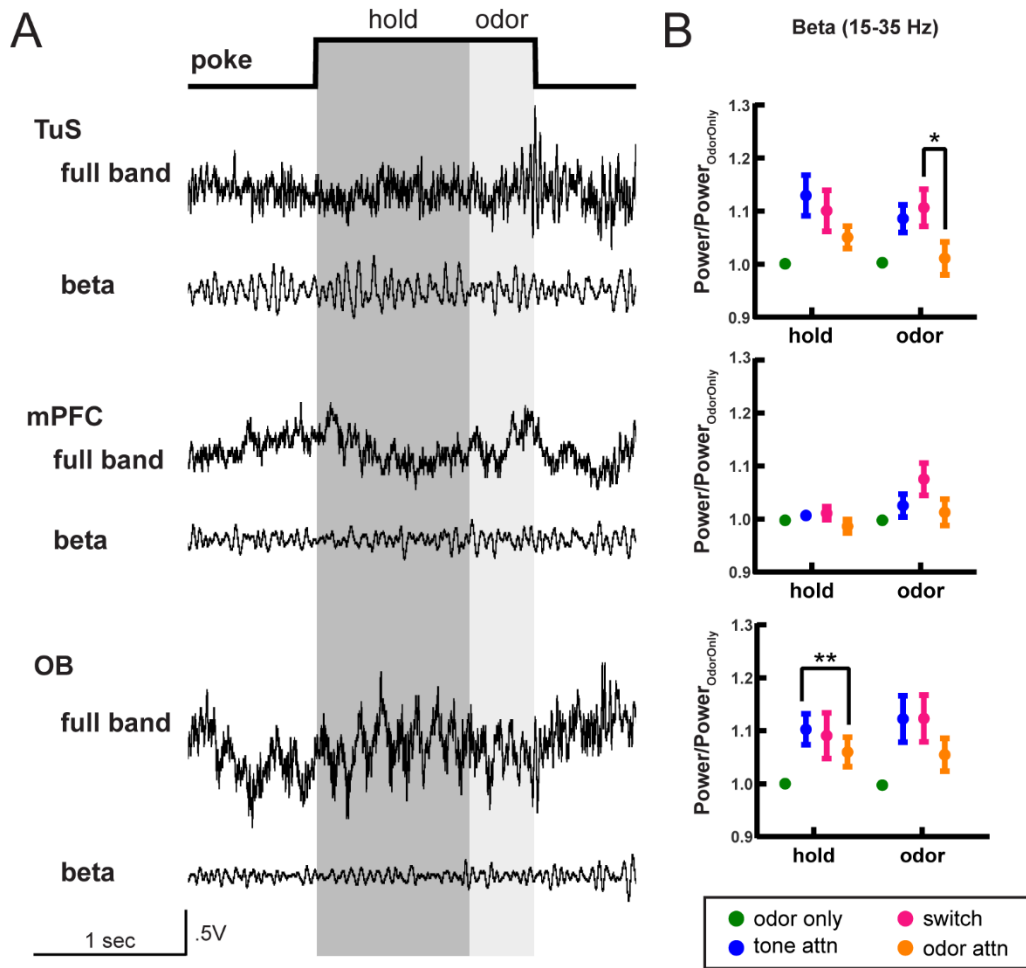 A
hold odor
poke
TuS
full band
beta
mPFC
full band
beta
OB
full band
beta
1 sec
.5V
B
Beta (15-35 Hz)
Power/PowerOdorOnly
1.3
1.2
1.1
1.0
0.9
*
hold odor
Power/PowerOdorOnly
1.3
1.2
1.1
1.0
0.9
hold odor
Power/PowerOdorOnly
1.3
1.2
1.1
1.0
0.9
**
hold odor
odor only switch
tone attn odor attn